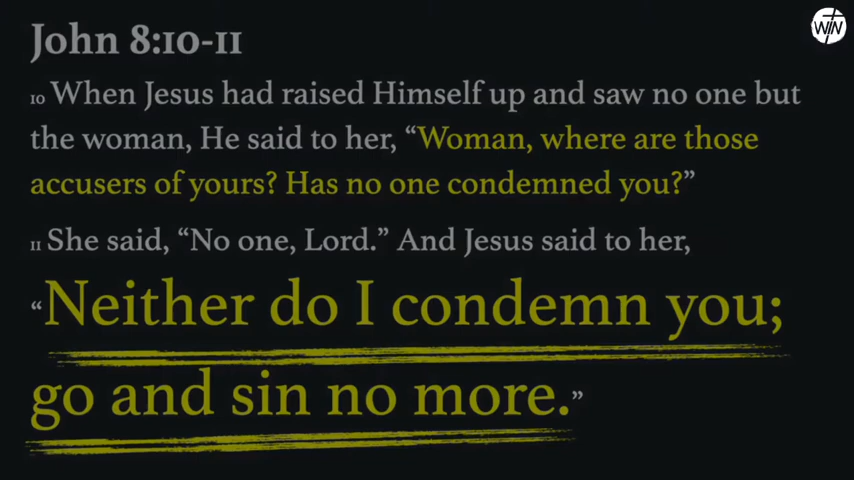 WIN
John 8:10-11
10 When Jesus had raised Himself up and saw no one but
the woman, He said to her, “Woman, where are those
accusers of yours? Has no one condemned you?”
11 She said, “No one, Lord.” And Jesus said to her,
“Neither do I condemn you;
go and sin no more.”